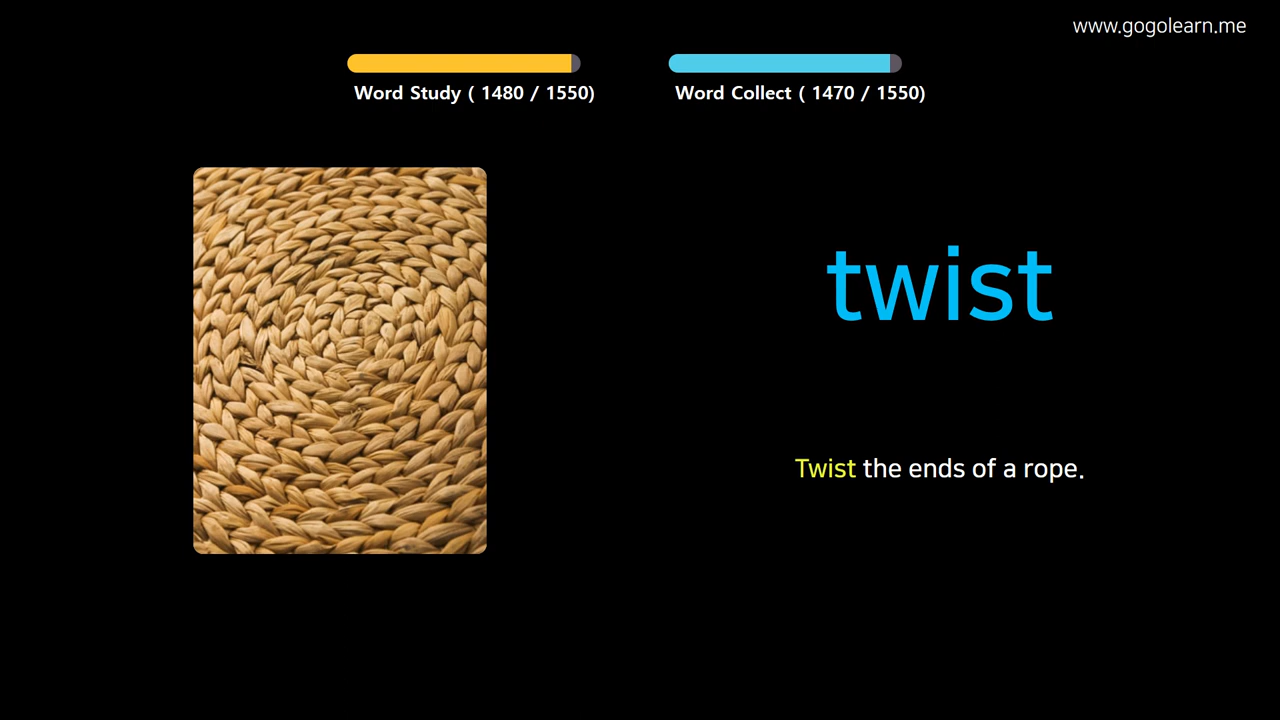 www.gogolearn.me
Word Study ( 1480 / 1550)
Word Collect ( 1470 / 1550)
twist
Twist the ends of a rope.